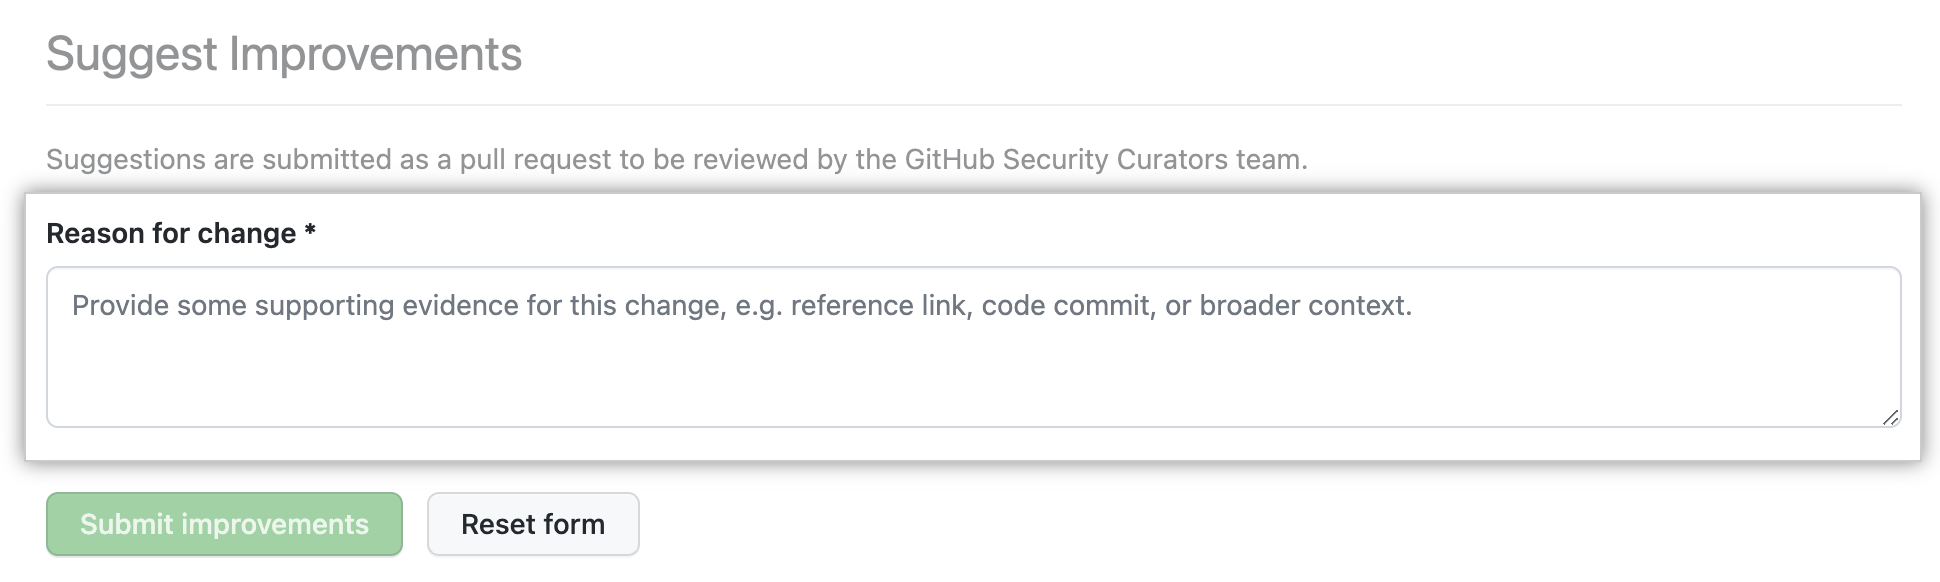 Suggest Improvements
Suggestions are submitted as a pull request to be reviewed by the GitHub Security Curators team.
Reason for change *
Provide some supporting evidence for this change, e.g. reference link, code commit, or broader context.
Submit improvements
Reset form